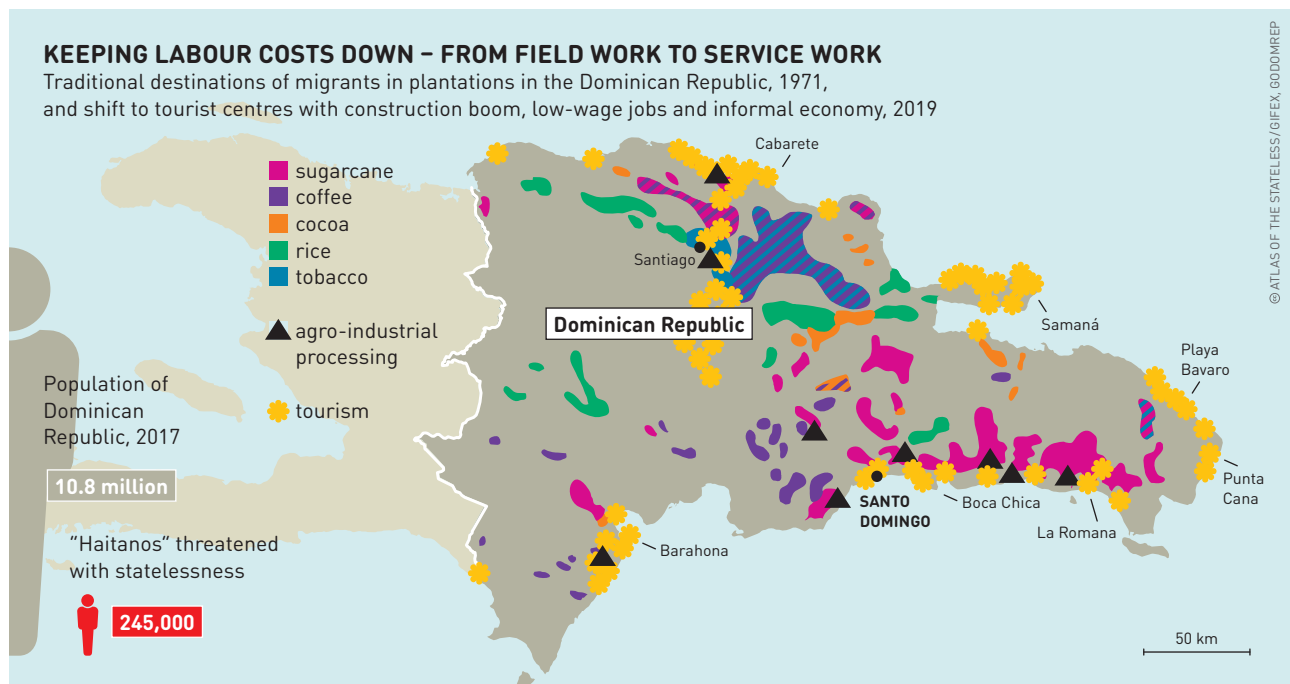 KEEPING LABOUR COSTS DOWN – FROM FIELD WORK TO SERVICE WORK
Traditional destinations of migrants in plantations in the Dominican Republic, 1971,
and shift to tourist centres with construction boom, low-wage jobs and informal economy, 2019
sugarcane
coffee
cocoa
rice
tobacco
agro-industrial
processing
tourism
Population of
Dominican
Republic, 2017
10.8 million
"Haitanos" threatened
with statelessness
245,000
Cabarete
Santiago
Dominican Republic
Samaná
Playa
Bavaro
Punta
Cana
SANTO
DOMINGO
Boca Chica
La Romana
Barahona
50 km
© ATLAS OF THE STATELESS / GIFEX, GODOMREP